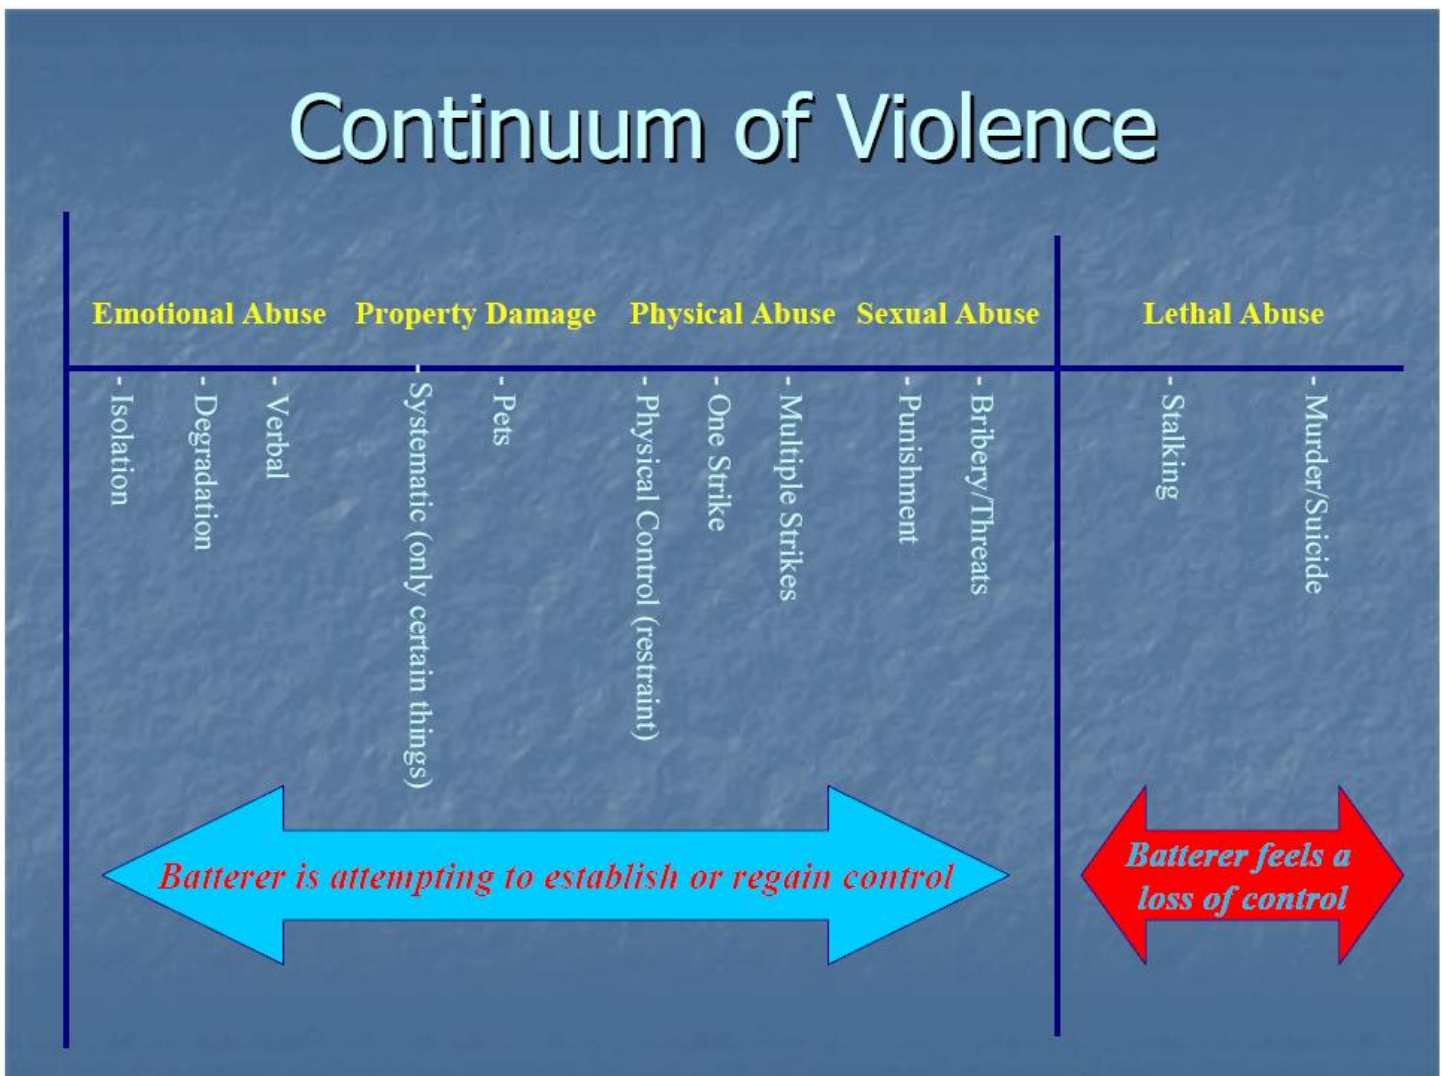 Continuum of Violence
Emotional Abuse
Property Damage
Physical Abuse
Sexual Abuse
Lethal Abuse
- Isolation
- Degradation
- Verbal
- Systematic (only certain things)
- Pets
- Physical Control (restraint)
- One Strike
- Multiple Strikes
- Punishment
- Bribery/Threats
- Stalking
- Murder/Suicide
Batterer is attempting to establish or regain control
Batterer feels a
loss of control